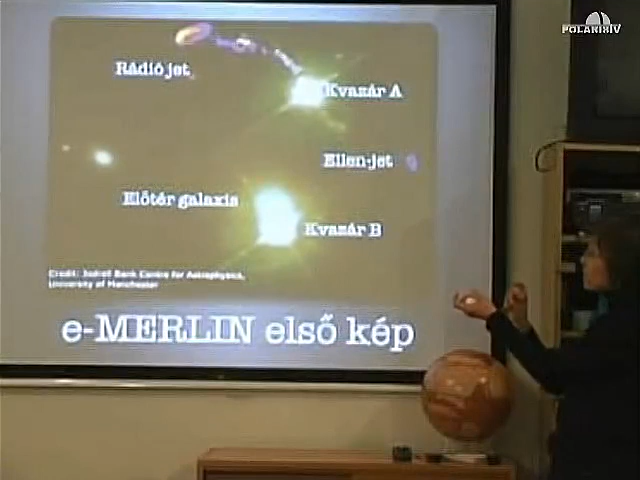 POLARIS TV
Rádió jet
Kvazár A
Ellen-jet
Előtér galaxis
Kvazár B
Credit: Jodrell Bank Centre for Astrophysics,
University of Manchester
e-MERLIN első kép